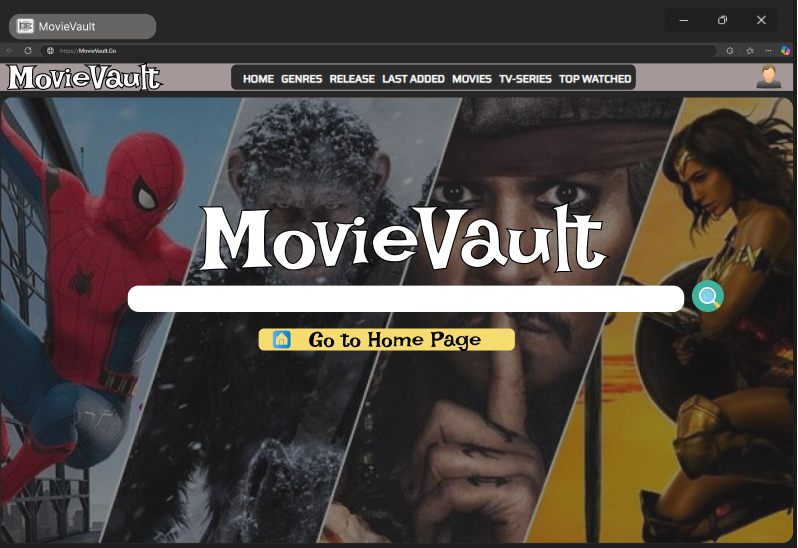 MovieVault
https://MovieVault.Go
MovieVault
HOME GENRES RELEASE LAST ADDED MOVIES TV-SERIES TOP WATCHED
MovieVault
Go to Home Page